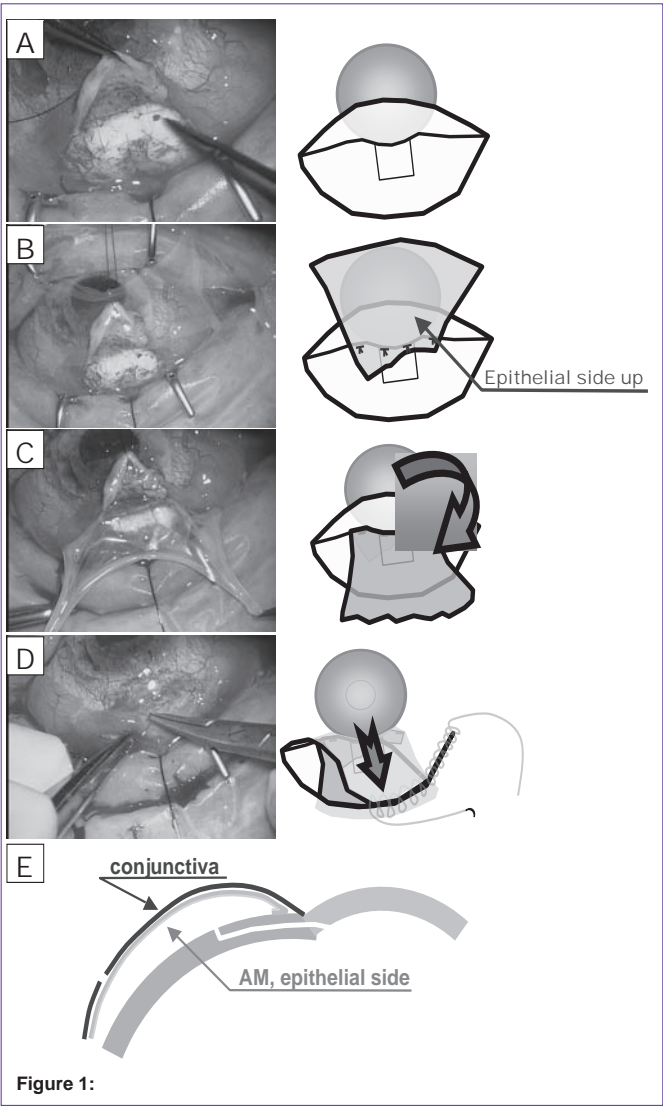 A
B
Epithelial side up
C
D
E
conjunctiva
AM, epithelial side
Figure 1: